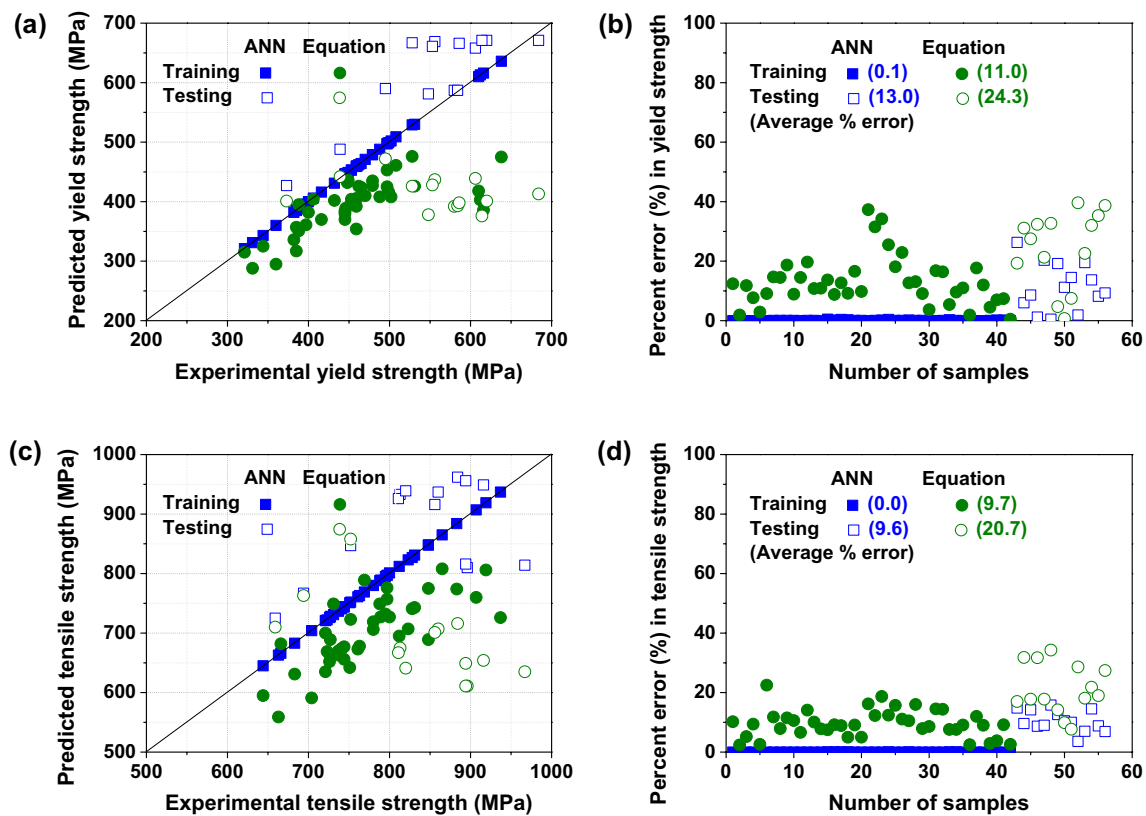 (a)
Predicted yield strength (MPa)
700
600
500
400
300
200
ANN Equation
Training
Testing
200 300 400 500 600 700
Experimental yield strength (MPa)
(b)
Percent error (%) in yield strength
100
80
60
40
20
0
ANN Equation
Training (0.1) (11.0)
Testing (13.0) (24.3)
(Average % error)
0 10 20 30 40 50 60
Number of samples
(c)
Predicted tensile strength (MPa)
1000
900
800
700
600
500
ANN Equation
Training
Testing
500 600 700 800 900 1000
Experimental tensile strength (MPa)
(d)
Percent error (%) in tensile strength
100
80
60
40
20
0
ANN Equation
Training (0.0) (9.7)
Testing (9.6) (20.7)
(Average % error)
0 10 20 30 40 50 60
Number of samples